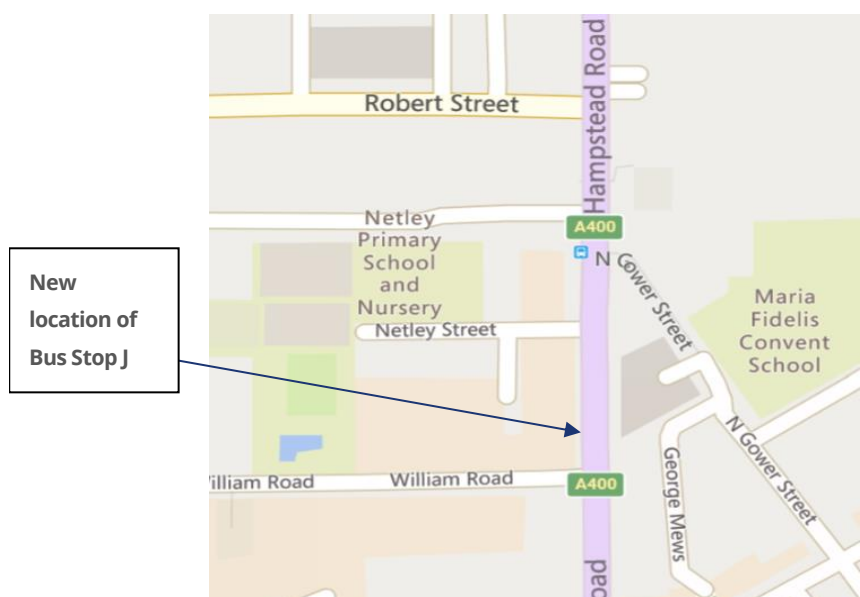 Hampstead Road
Robert Street
Netley
Primary
School
and
Nursery
A400
N Gower Street
New
location of
Bus Stop J
Netley Street
Maria
Fidelis
Convent
School
N Gower Street
William Road
William Road
A400
George Mews
oad